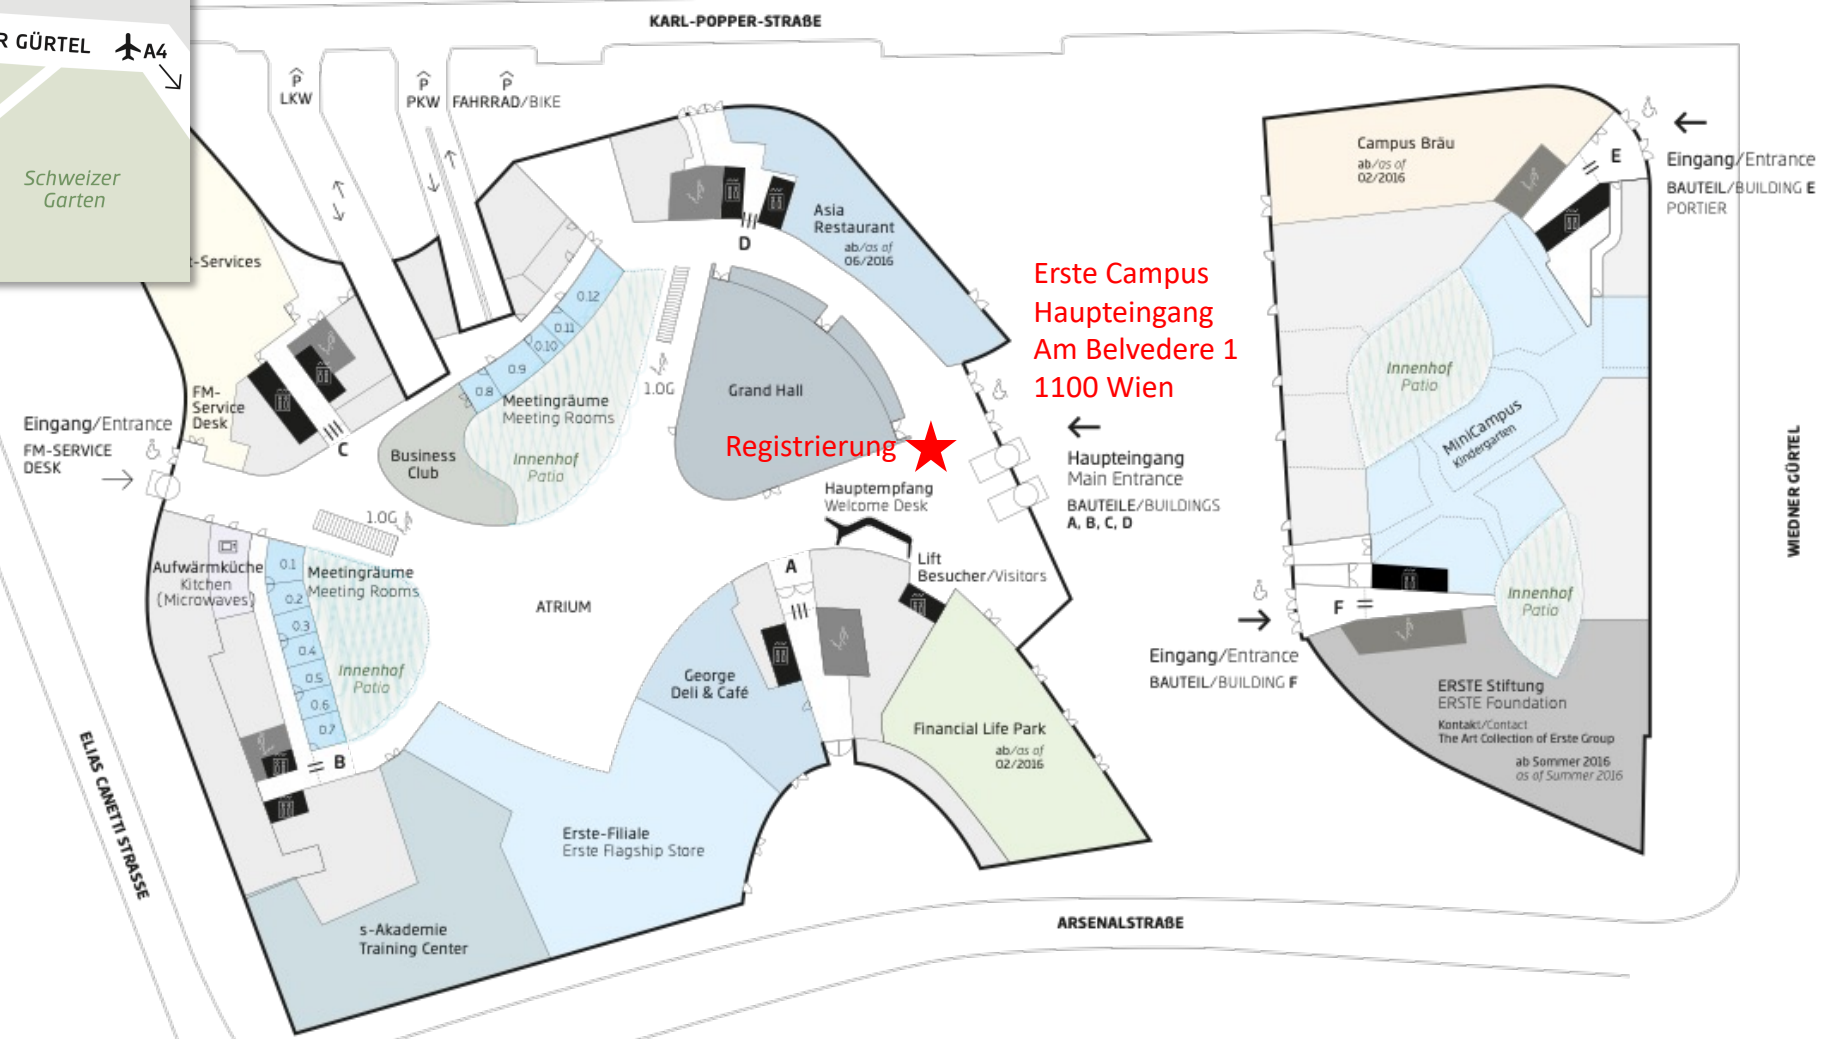 KARL-POPPER-STRAßE
R GÜRTEL
A4
Schweizer
Garten
P
LKW
P
PKW
P
FAHRRAD/BIKE
t-Services
FM-
Service
Desk
Eingang/Entrance
FM-SERVICE
DESK
C
0.12
0.11
0.10
0.9
0.8
Meetingräume
Meeting Rooms
Innenhof
Patio
Business
Club
1.OG
D
Asia
Restaurant
ab/as of
06/2016
Grand Hall
Registrierung
Erste Campus
Haupteingang
Am Belvedere 1
1100 Wien
Haupteingang
Main Entrance
BAUTEILE/BUILDINGS
A, B, C, D
Hauptempfang
Welcome Desk
Lift
Besucher/Visitors
A
1.OG
Aufwärmküche
Kitchen
(Microwaves)
0.1
0.2
0.3
0.4
0.5
0.6
0.7
Meetingräume
Meeting Rooms
Innenhof
Patio
B
ATRIUM
George
Deli & Café
Financial Life Park
ab/as of
02/2016
Erste-Filiale
Erste Flagship Store
s-Akademie
Training Center
ELIAS CANETTI STRASSE
ARSENALSTRAßE
WIEDNER GÜRTEL
Campus Bräu
ab/as of
02/2016
E
Eingang/Entrance
BAUTEIL/BUILDING E
PORTIER
Innenhof
Patio
MiniCampus
Kindergarten
Innenhof
Patio
F
Eingang/Entrance
BAUTEIL/BUILDING F
ERSTE Stiftung
ERSTE Foundation
Kontakt/Contact
The Art Collection of Erste Group
ab Sommer 2016
as of Summer 2016